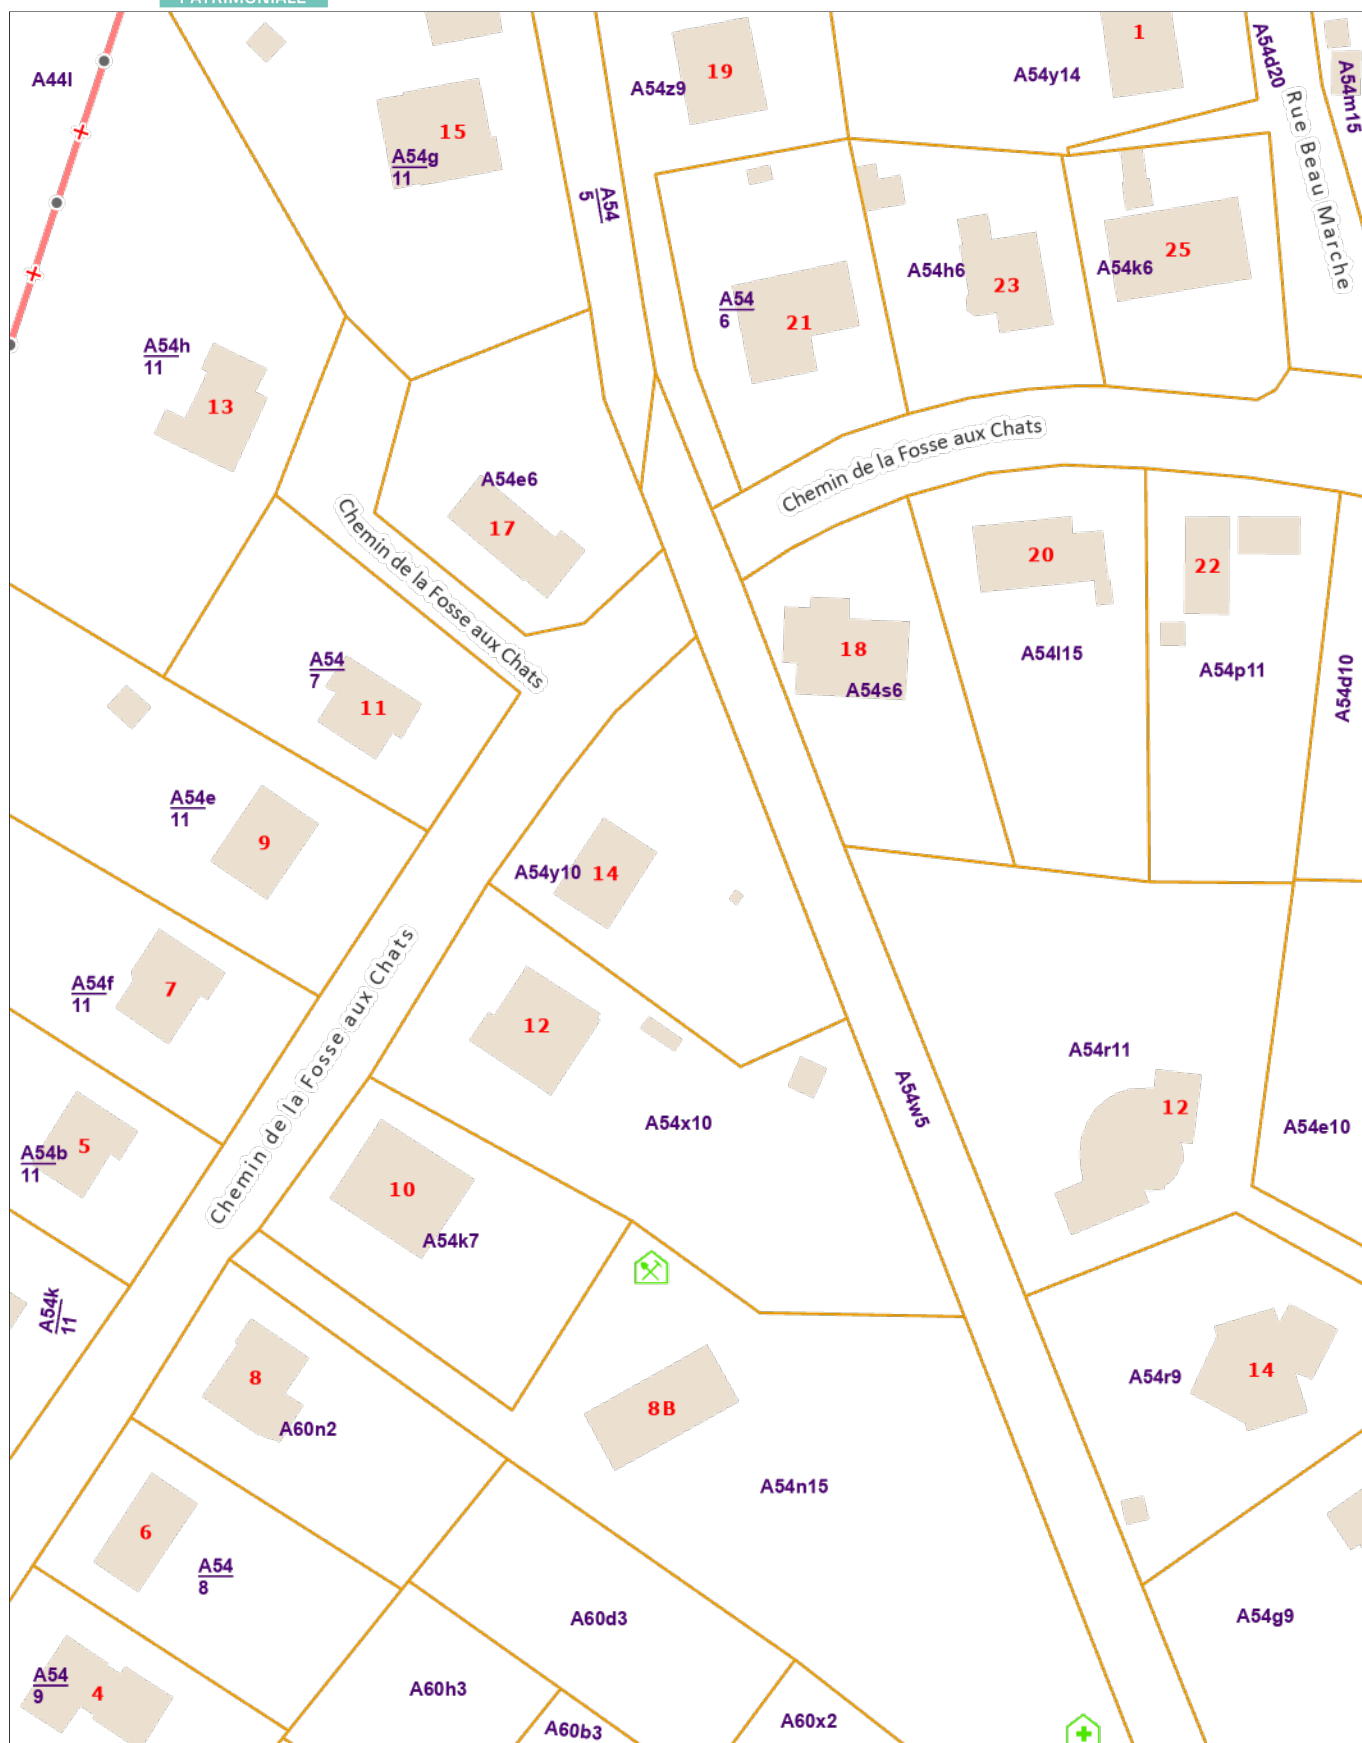 PATRIMONIALE
A44l
15
A54g
11
A54
5
19
A54z9
1
A54y14
A54d20
A54m15
Rue Beau Marche
A54h
11
13
A54
6
21
A54h6
23
A54k6
25
Chemin de la Fosse aux Chats
A54e6
17
Chemin de la Fosse aux Chats
20
22
A54l15
A54p11
A54d10
18
A54s6
A54
7
11
A54e
11
9
A54y10
14
A54f
11
7
12
Chemin de la Fosse aux Chats
A54x10
A54w5
A54r11
12
A54e10
A54b
11
5
10
A54k7
A54k
11
8
A60n2
8B
A54n15
A54r9
14
6
A54
8
A60d3
A54g9
A54
9
4
A60h3
A60b3
A60x2